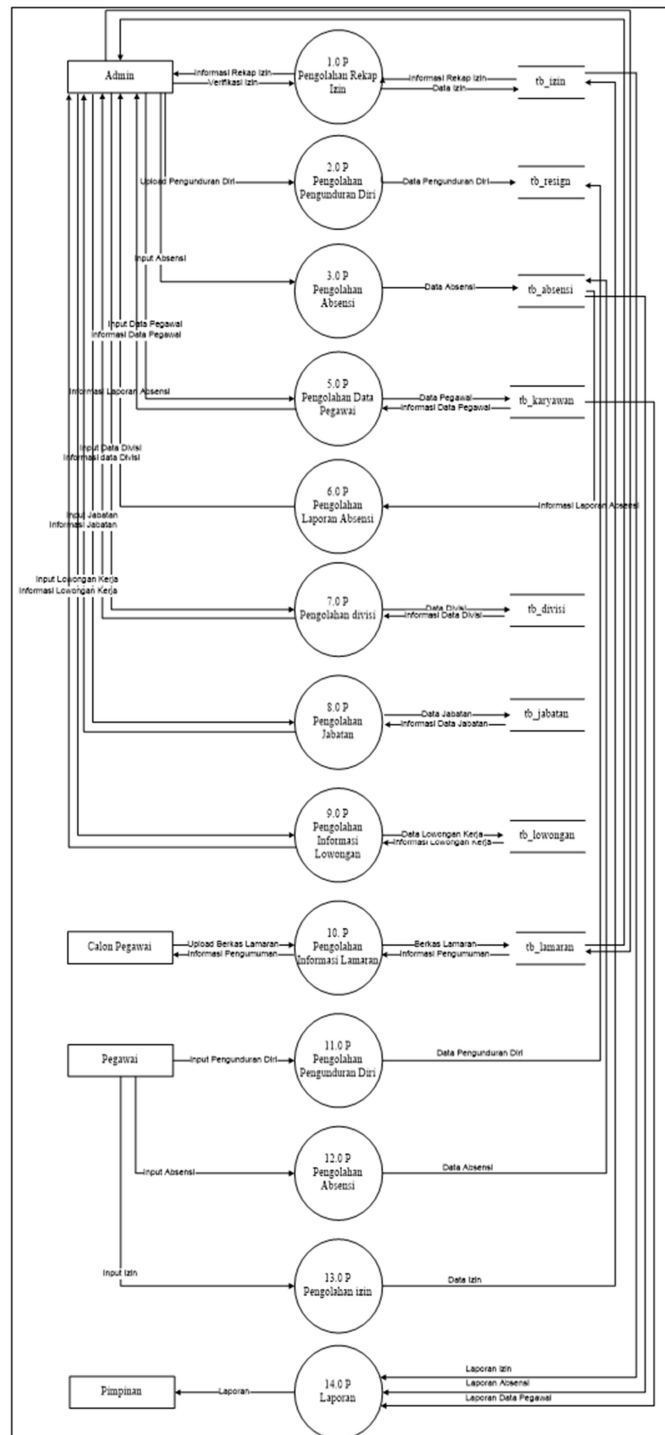 Admin
Informasi Rekap Izin
Verifikasi Izin
1.0 P
Pengolahan Rekap
Izin
Informasi Rekap Izin
Data Izin
tb_izin
Upload Pengunduran Diri
2.0 P
Pengolahan
Pengunduran Diri
Data Pengunduran Diri
tb_resign
Input Absensi
3.0 P
Pengolahan
Absensi
Data Absensi
tb_absensi
Input Data Pegawai
Informasi Data Pegawai
Informasi Laporan Absensi
5.0 P
Pengolahan Data
Pegawai
Data Pegawai
Informasi Data Pegawai
tb_karyawan
Input Data Divisi
Informasi data Divisi
6.0 P
Pengolahan
Laporan Absensi
Informasi Laporan Absensi
Input Jabatan
Informasi Jabatan
Input Lowongan Kerja
Informasi Lowongan Kerja
7.0 P
Pengolahan divisi
Data Divisi
Informasi Data Divisi
tb_divisi
8.0 P
Pengolahan
Jabatan
Data Jabatan
Informasi Data Jabatan
tb_jabatan
9.0 P
Pengolahan
Informasi
Lowongan
Data Lowongan Kerja
Informasi Lowongan Kerja
tb_lowongan
Calon Pegawai
Upload Berkas Lamaran
Informasi Pengumuman
10. P
Pengolahan
Informasi Lamaran
Berkas Lamaran
Informasi Pengumuman
tb_lamaran
Pegawai
Input Pengunduran Diri
11.0 P
Pengolahan
Pengunduran Diri
Data Pengunduran Diri
Input Absensi
12.0 P
Pengolahan
Absensi
Data Absensi
Input Izin
13.0 P
Pengolahan izin
Data Izin
Pimpinan
Laporan
14.0 P
Laporan
Laporan Izin
Laporan Absensi
Laporan Data Pegawai